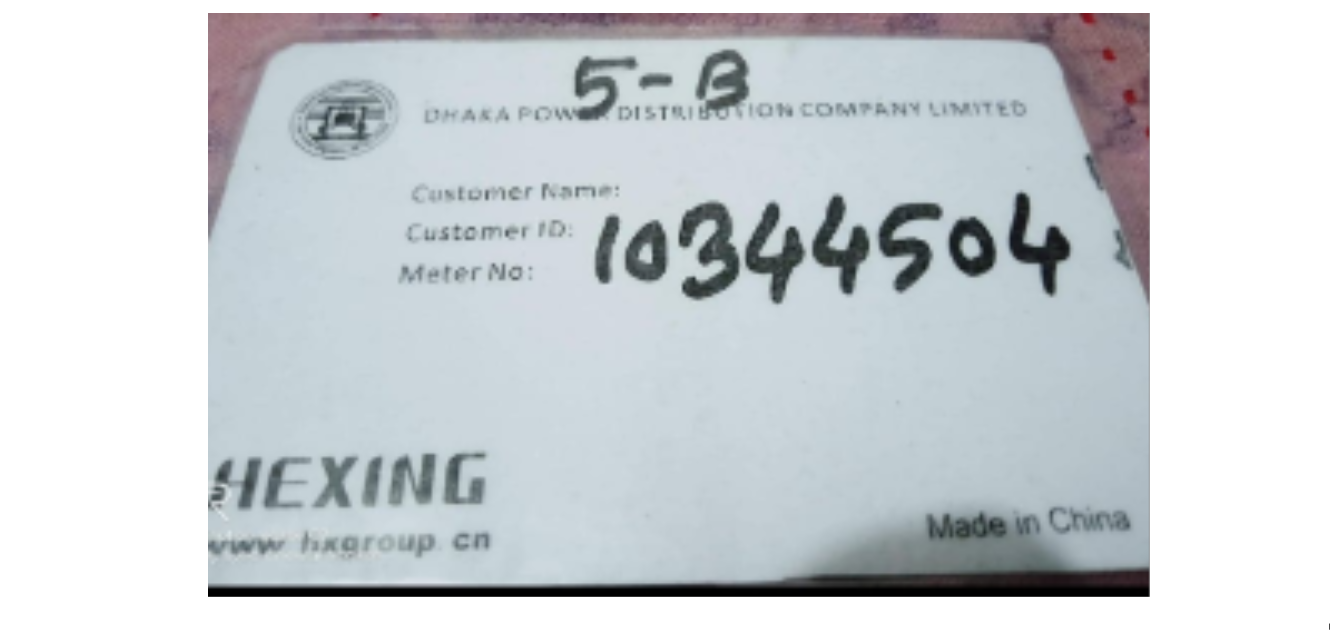 5-B
DHAKA POWER DISTRIBUTION COMPANY LIMITED
Customer Name:
Customer ID: 10344504
Meter No:
HEXING
www.hxgroup.cn
Made in China